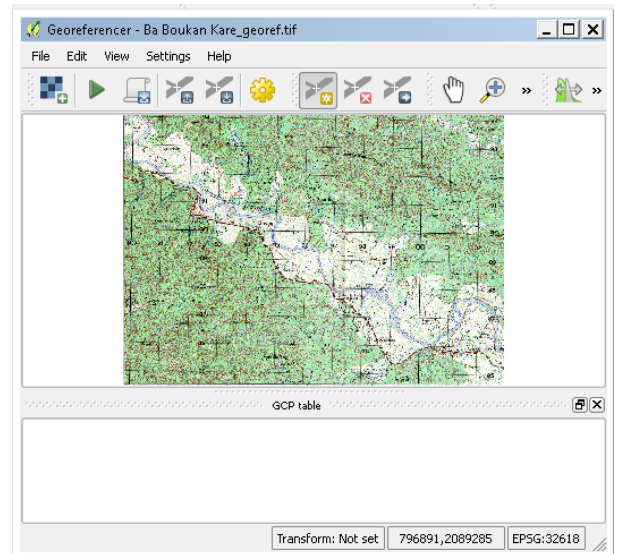 Georeferencer - Ba Boukan Kare_georef.tif
File Edit View Settings Help
» »
GCP table
Transform: Not set 796891,2089285 EPSG:32618